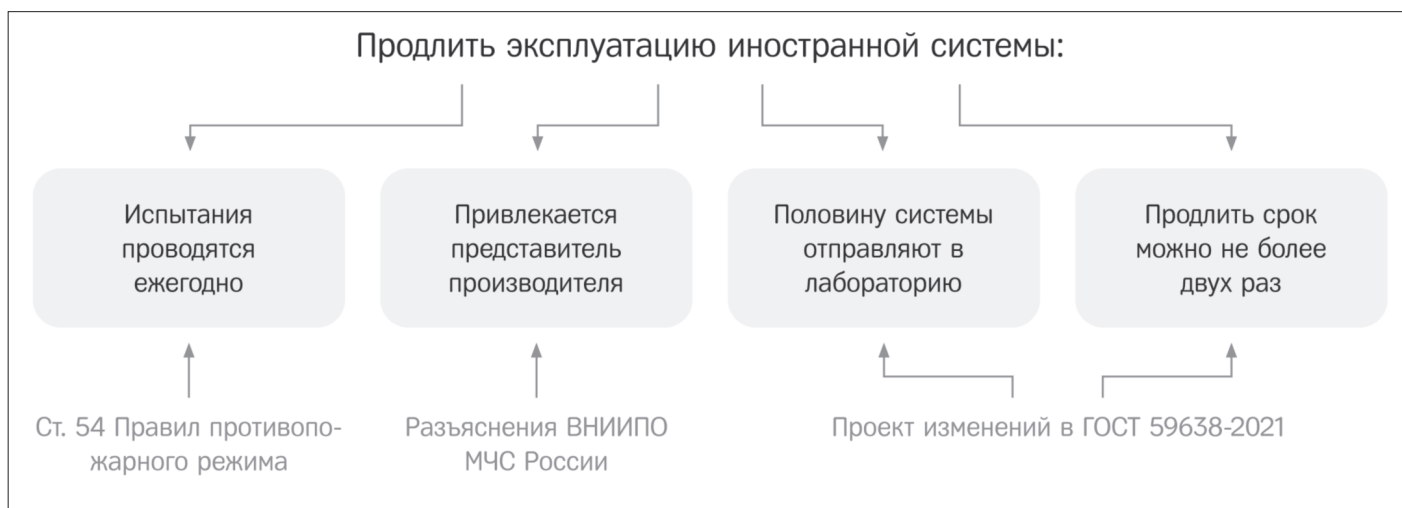 Продлить эксплуатацию иностранной системы:
Испытания
проводятся
ежегодно
Привлекается
представитель
производителя
Половину системы
отправляют в
лабораторию
Продлить срок
можно не более
двух раз
Ст. 54 Правил противопо-
жарного режима
Разъяснения ВНИИПО
МЧС России
Проект изменений в ГОСТ 59638-2021